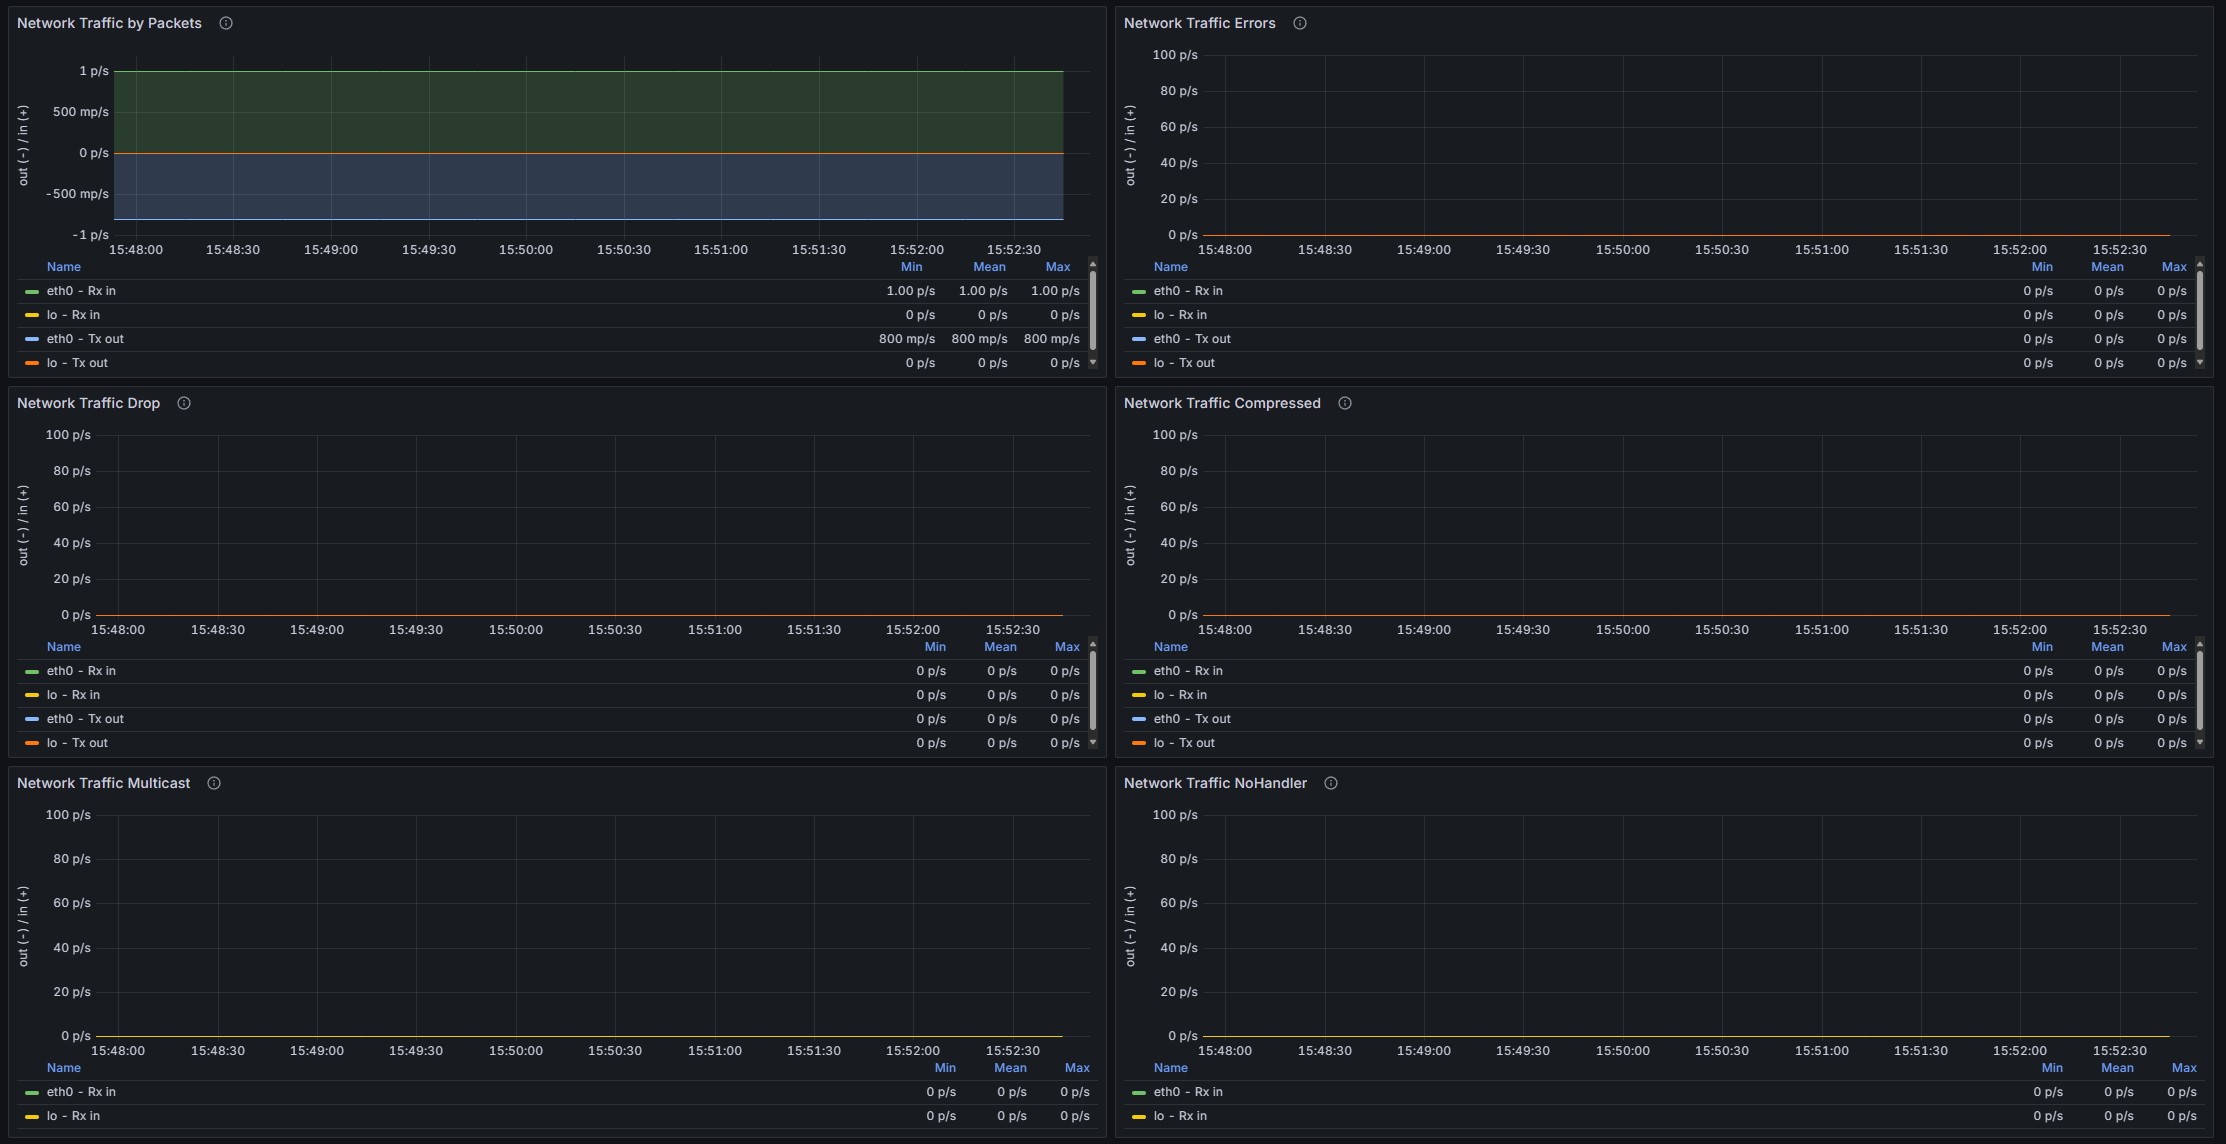 Network Traffic by Packets
out (-) / in (+)
1 p/s
500 mp/s
0 p/s
-500 mp/s
-1 p/s
15:48:00 15:48:30 15:49:00 15:49:30 15:50:00 15:50:30 15:51:00 15:51:30 15:52:00 15:52:30
Name Min Mean Max
eth0 - Rx in 1.00 p/s 1.00 p/s 1.00 p/s
lo - Rx in 0 p/s 0 p/s 0 p/s
eth0 - Tx out 800 mp/s 800 mp/s 800 mp/s
lo - Tx out 0 p/s 0 p/s 0 p/s
Network Traffic Errors
out (-) / in (+)
100 p/s
80 p/s
60 p/s
40 p/s
20 p/s
0 p/s
15:48:00 15:48:30 15:49:00 15:49:30 15:50:00 15:50:30 15:51:00 15:51:30 15:52:00 15:52:30
Name Min Mean Max
eth0 - Rx in 0 p/s 0 p/s 0 p/s
lo - Rx in 0 p/s 0 p/s 0 p/s
eth0 - Tx out 0 p/s 0 p/s 0 p/s
lo - Tx out 0 p/s 0 p/s 0 p/s
Network Traffic Drop
out (-) / in (+)
100 p/s
80 p/s
60 p/s
40 p/s
20 p/s
0 p/s
15:48:00 15:48:30 15:49:00 15:49:30 15:50:00 15:50:30 15:51:00 15:51:30 15:52:00 15:52:30
Name Min Mean Max
eth0 - Rx in 0 p/s 0 p/s 0 p/s
lo - Rx in 0 p/s 0 p/s 0 p/s
eth0 - Tx out 0 p/s 0 p/s 0 p/s
lo - Tx out 0 p/s 0 p/s 0 p/s
Network Traffic Compressed
out (-) / in (+)
100 p/s
80 p/s
60 p/s
40 p/s
20 p/s
0 p/s
15:48:00 15:48:30 15:49:00 15:49:30 15:50:00 15:50:30 15:51:00 15:51:30 15:52:00 15:52:30
Name Min Mean Max
eth0 - Rx in 0 p/s 0 p/s 0 p/s
lo - Rx in 0 p/s 0 p/s 0 p/s
eth0 - Tx out 0 p/s 0 p/s 0 p/s
lo - Tx out 0 p/s 0 p/s 0 p/s
Network Traffic Multicast
out (-) / in (+)
100 p/s
80 p/s
60 p/s
40 p/s
20 p/s
0 p/s
15:48:00 15:48:30 15:49:00 15:49:30 15:50:00 15:50:30 15:51:00 15:51:30 15:52:00 15:52:30
Name Min Mean Max
eth0 - Rx in 0 p/s 0 p/s 0 p/s
lo - Rx in 0 p/s 0 p/s 0 p/s
Network Traffic NoHandler
out (-) / in (+)
100 p/s
80 p/s
60 p/s
40 p/s
20 p/s
0 p/s
15:48:00 15:48:30 15:49:00 15:49:30 15:50:00 15:50:30 15:51:00 15:51:30 15:52:00 15:52:30
Name Min Mean Max
eth0 - Rx in 0 p/s 0 p/s 0 p/s
lo - Rx in 0 p/s 0 p/s 0 p/s